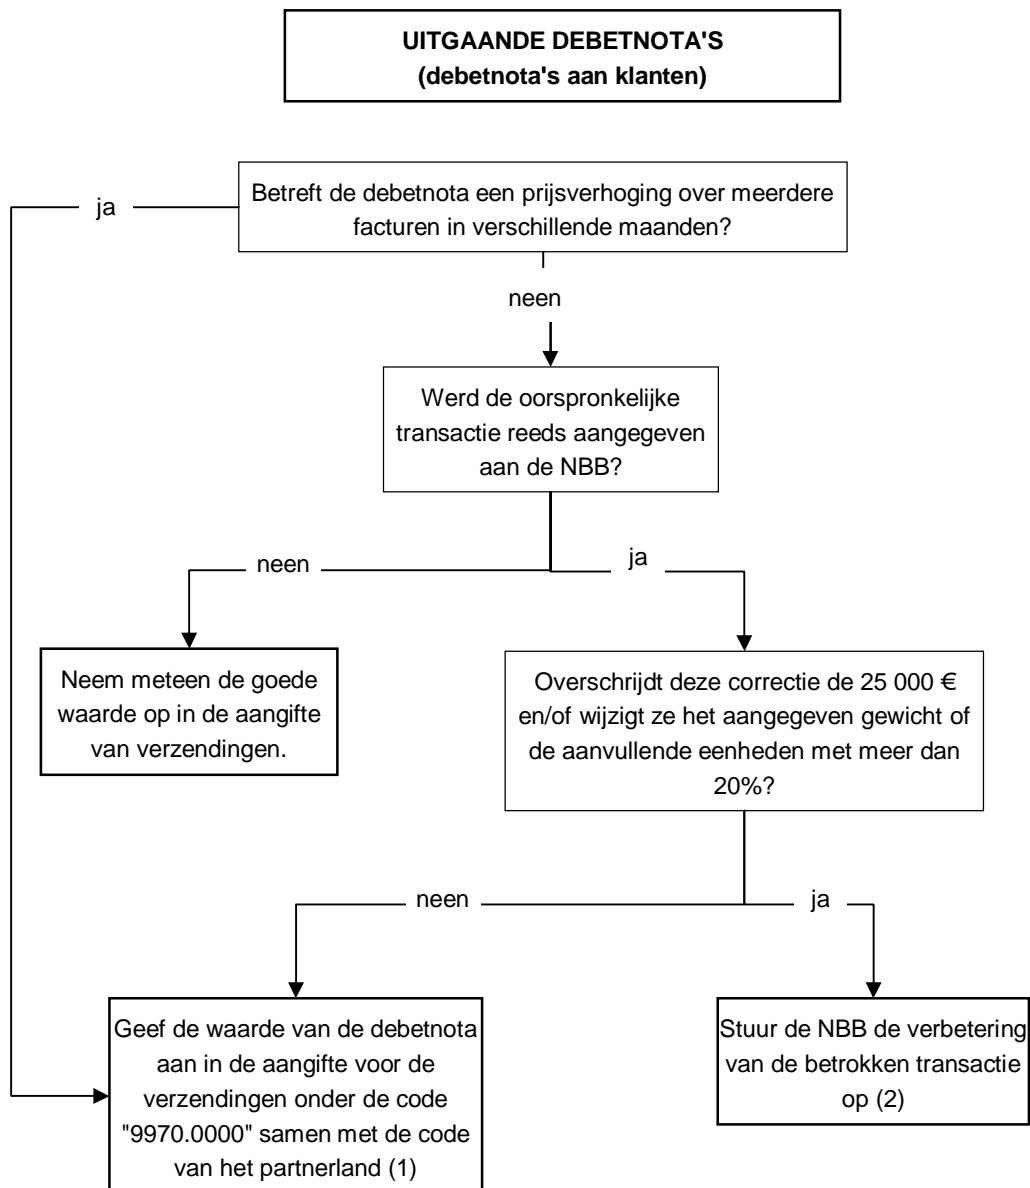 UITGAANDE DEBETNOTA'S
(debetnota's aan klanten)
ja
Betreft de debetnota een prijsverhoging over meerdere
facturen in verschillende maanden?
neen
Werd de oorspronkelijke
transactie reeds aangegeven
aan de NBB?
neen
ja
Neem meteen de goede
waarde op in de aangifte
van verzendingen.
Overschrijdt deze correctie de 25 000 €
en/of wijzigt ze het aangegeven gewicht of
de aanvullende eenheden met meer dan
20%?
neen
ja
Geef de waarde van de debetnota
aan in de aangifte voor de
verzendingen onder de code
"9970.0000" samen met de code
van het partnerland (1)
Stuur de NBB de verbetering
van de betrokken transactie
op (2)